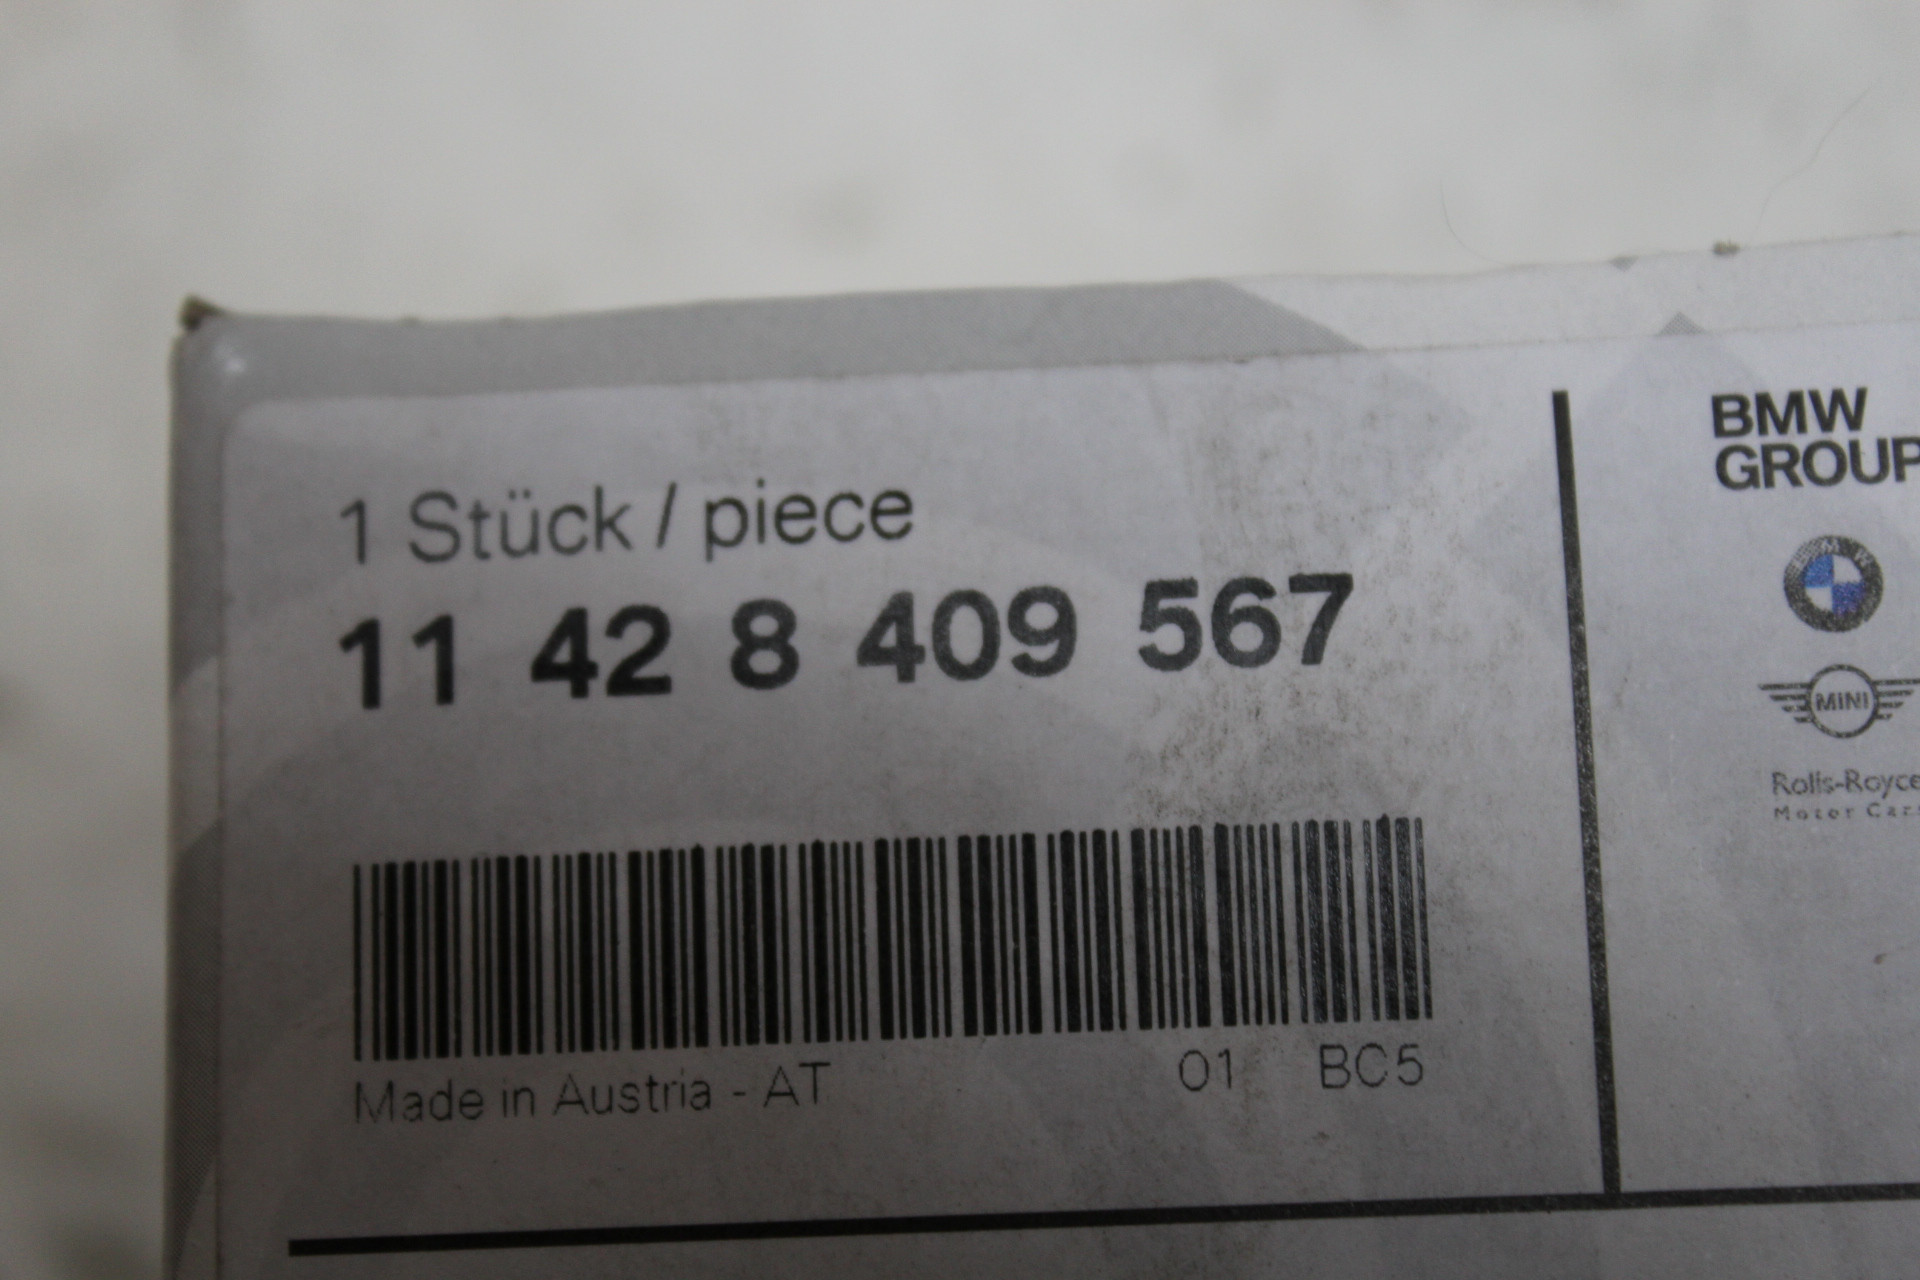 1 Stück / piece
11 42 8 409 567
Made in Austria - AT 01 BC5
BMW
GROUP
BMW
MINI
Rolls-Royce
Motor Cars